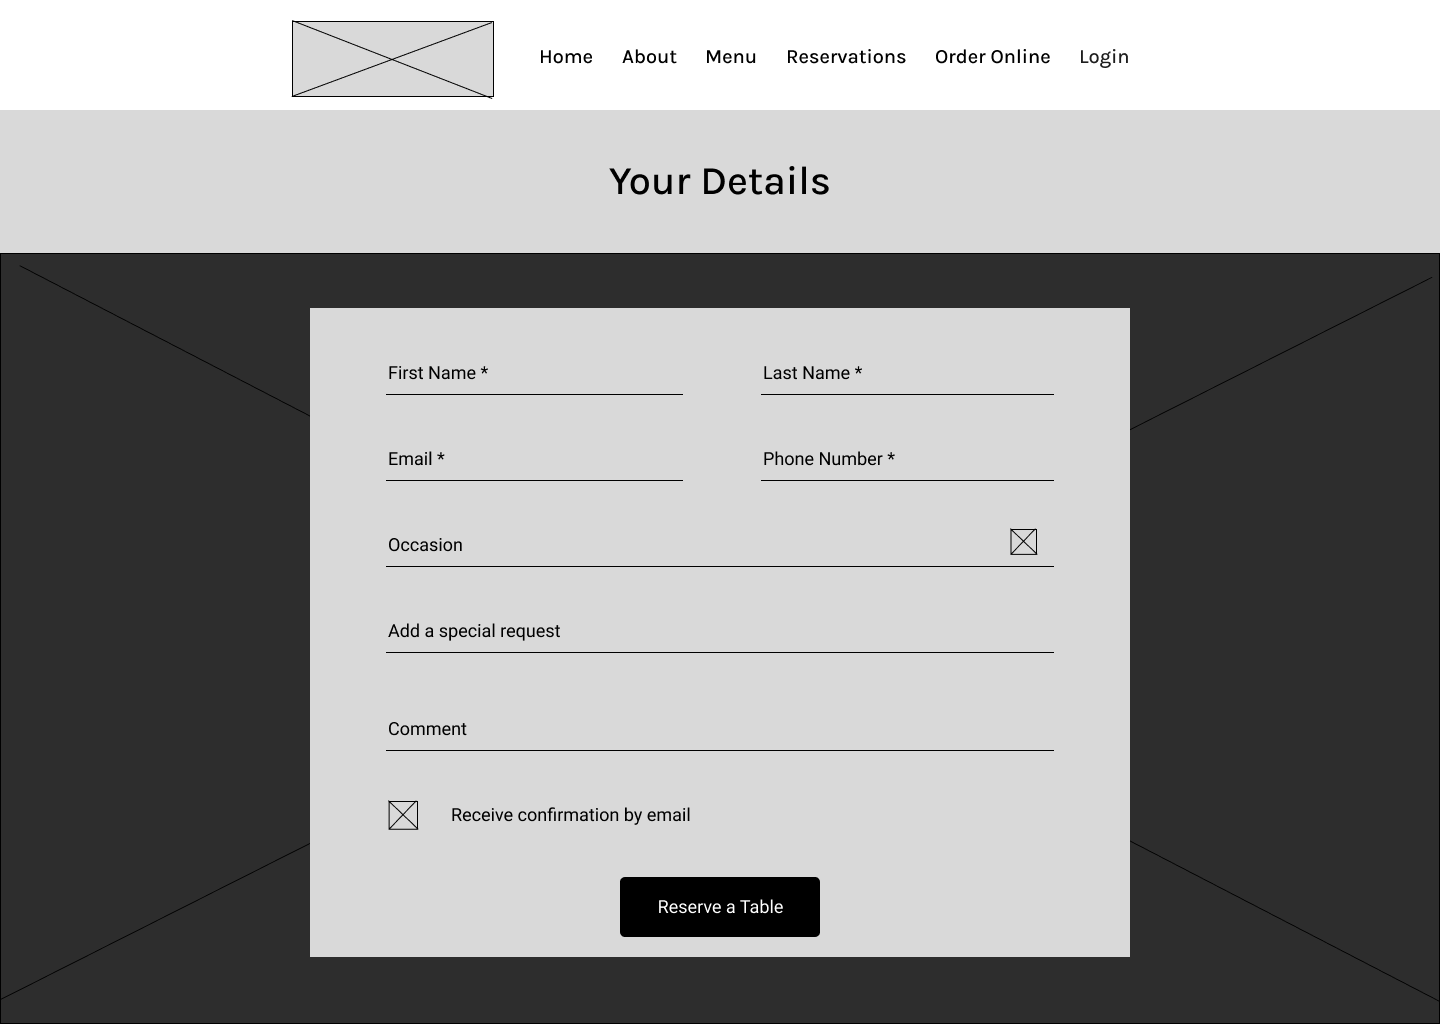 Home About Menu Reservations Order Online Login
Your Details
First Name * Last Name *
Email * Phone Number *
Occasion
Add a special request
Comment
Receive confirmation by email
Reserve a Table